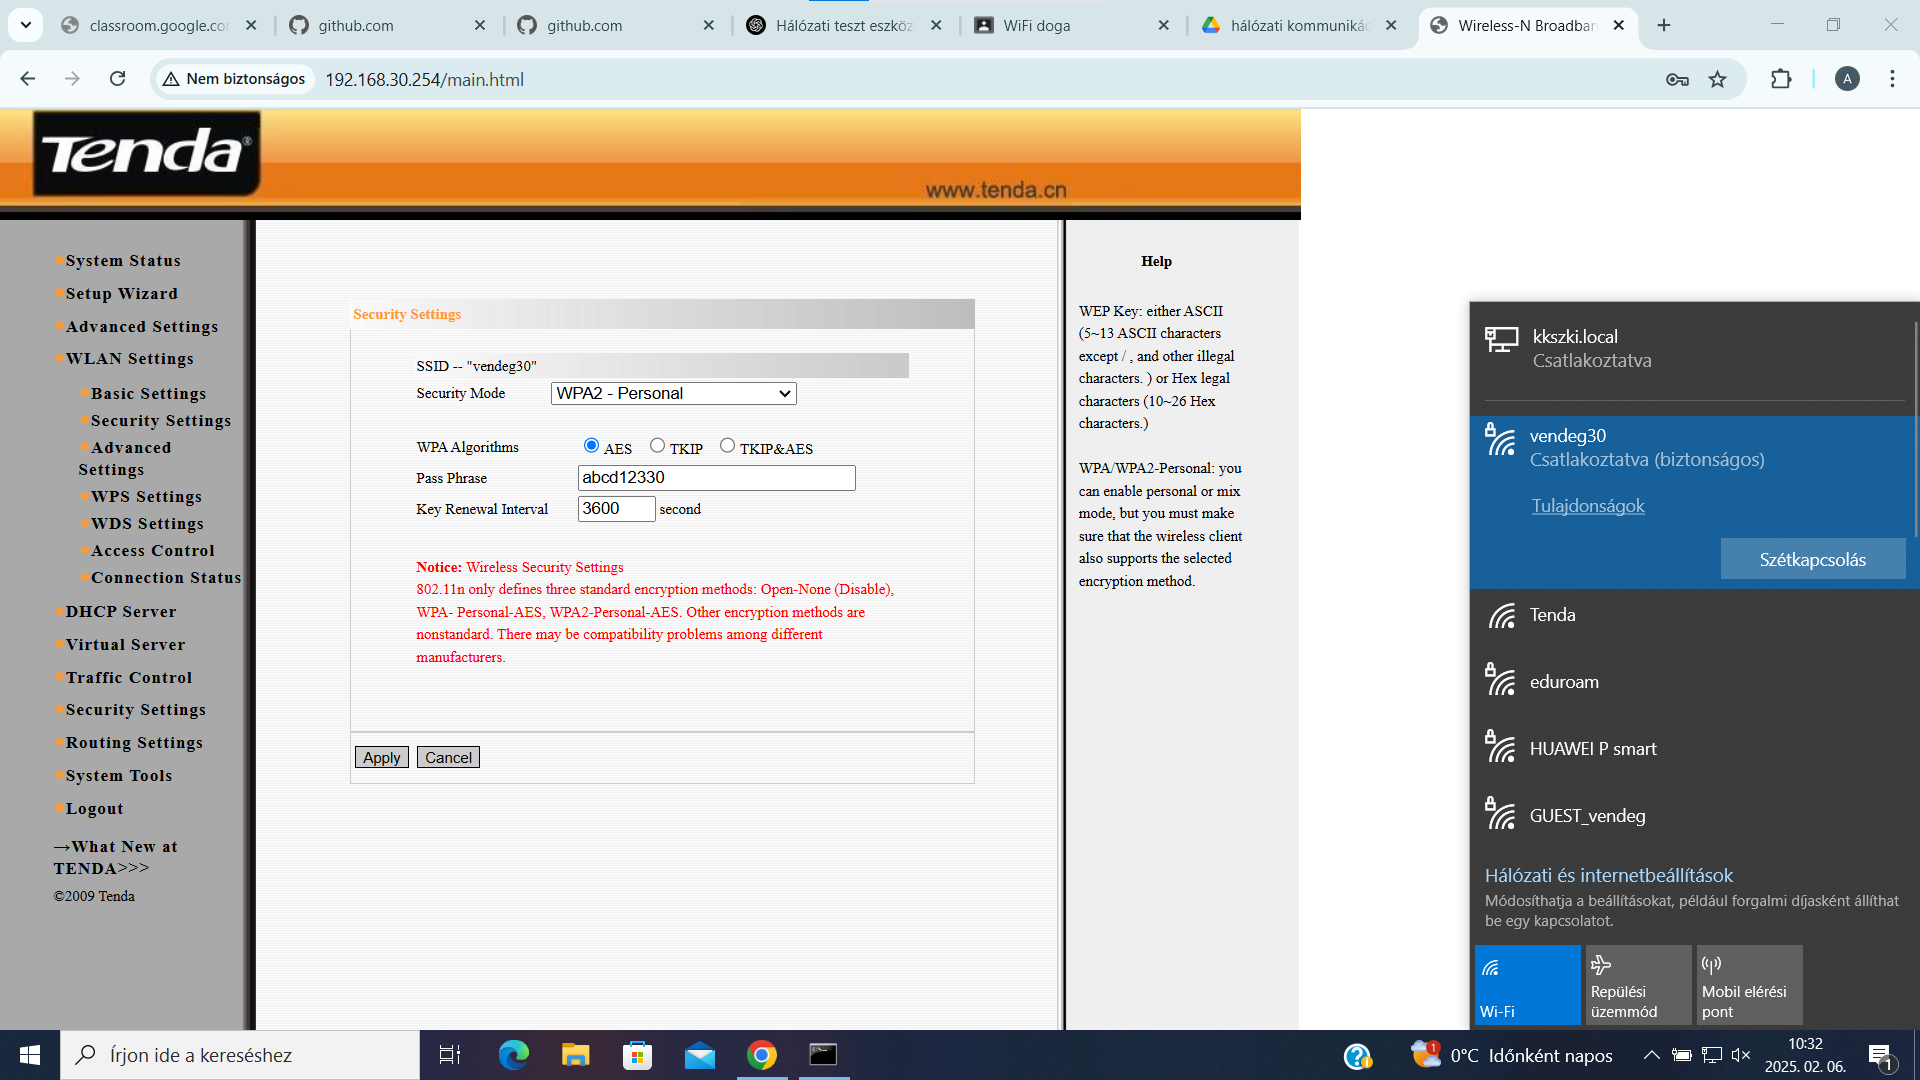 classroom.google.co
github.com
github.com
Hálózati teszt eszköz
WiFi doga
hálózati kommunikác
Wireless-N Broadban
Nem biztonságos
192.168.30.254/main.html
A
Tenda®
www.tenda.cn
System Status
Setup Wizard
Advanced Settings
WLAN Settings
Basic Settings
Security Settings
Advanced
Settings
WPS Settings
WDS Settings
Access Control
Connection Status
DHCP Server
Virtual Server
Traffic Control
Security Settings
Routing Settings
System Tools
Logout
→What New at
TENDA>>>
©2009 Tenda
Security Settings
SSID -- "vendeg30"
Security Mode WPA2 - Personal
WPA Algorithms AES TKIP TKIP&AES
Pass Phrase abcd12330
Key Renewal Interval 3600 second
Notice: Wireless Security Settings
802.11n only defines three standard encryption methods: Open-None (Disable),
WPA- Personal-AES, WPA2-Personal-AES. Other encryption methods are
nonstandard. There may be compatibility problems among different
manufacturers.
Apply Cancel
Help
WEP Key: either ASCII
(5~13 ASCII characters
except / , and other illegal
characters. ) or Hex legal
characters (10~26 Hex
characters.)
WPA/WPA2-Personal: you
can enable personal or mix
mode, but you must make
sure that the wireless client
also supports the selected
encryption method.
kkszki.local
Csatlakoztatva
vendeg30
Csatlakoztatva (biztonságos)
Tulajdonságok
Szétkapcsolás
Tenda
eduroam
HUAWEI P smart
GUEST_vendeg
Hálózati és internetbeállítások
Módosíthatja a beállításokat, például forgalmi díjasként állíthat
be egy kapcsolatot.
Wi-Fi
Repülési
üzemmód
Mobil elérési
pont
Írjon ide a kereséshez
1
0°C Időnként napos
10:32
2025. 02. 06.
1